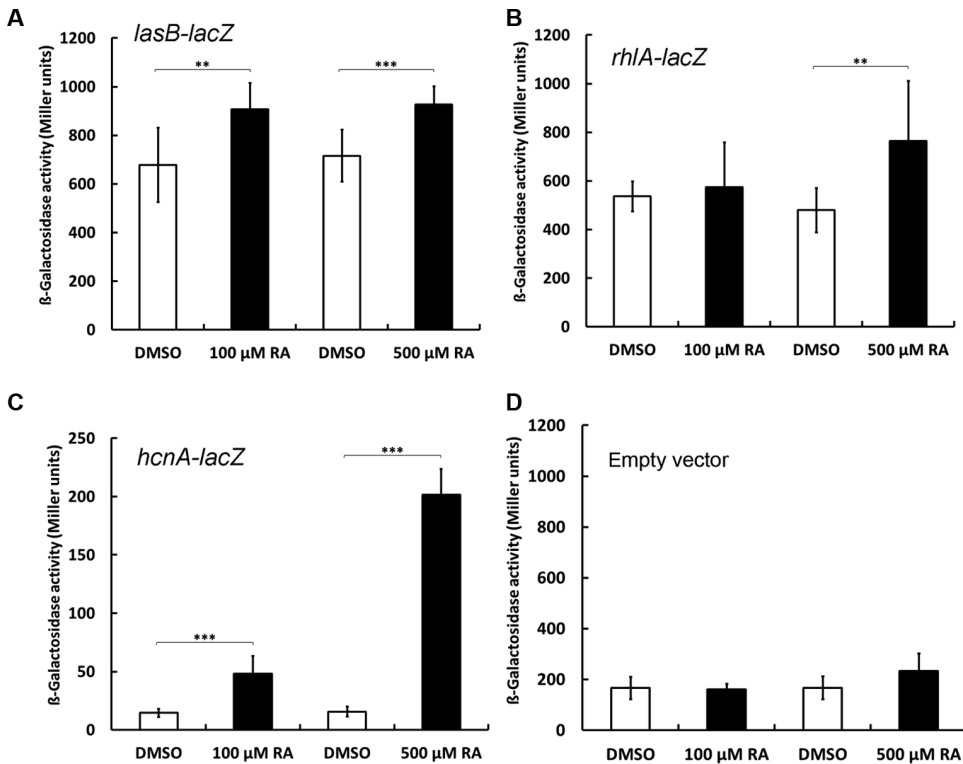 A
lasB-lacZ
ß-Galactosidase activity (Miller units)
1200
1000
800
600
400
200
0
**
***
DMSO 100 µM RA DMSO 500 µM RA
B
rhlA-lacZ
ß-Galactosidase activity (Miller units)
1200
1000
800
600
400
200
0
**
DMSO 100 µM RA DMSO 500 µM RA
C
hcnA-lacZ
ß-Galactosidase activity (Miller units)
250
200
150
100
50
0
***
***
DMSO 100 µM RA DMSO 500 µM RA
D
Empty vector
ß-Galactosidase activity (Miller units)
1200
1000
800
600
400
200
0
DMSO 100 µM RA DMSO 500 µM RA